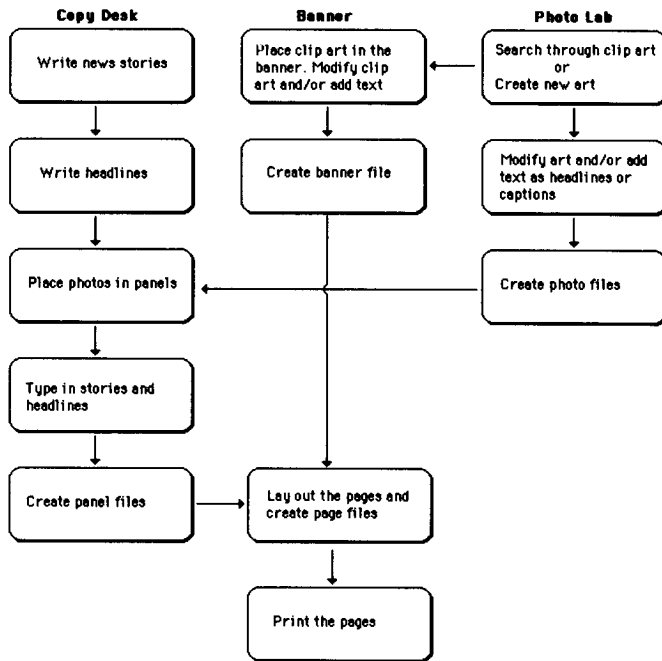 Copy Desk
Write news stories
Write headlines
Place photos in panels
Type in stories and
headlines
Create panel files
Banner
Place clip art in the
banner. Modify clip
art and/or add text
Create banner file
Lay out the pages and
create page files
Print the pages
Photo Lab
Search through clip art
or
Create new art
Modify art and/or add
text as headlines or
captions
Create photo files